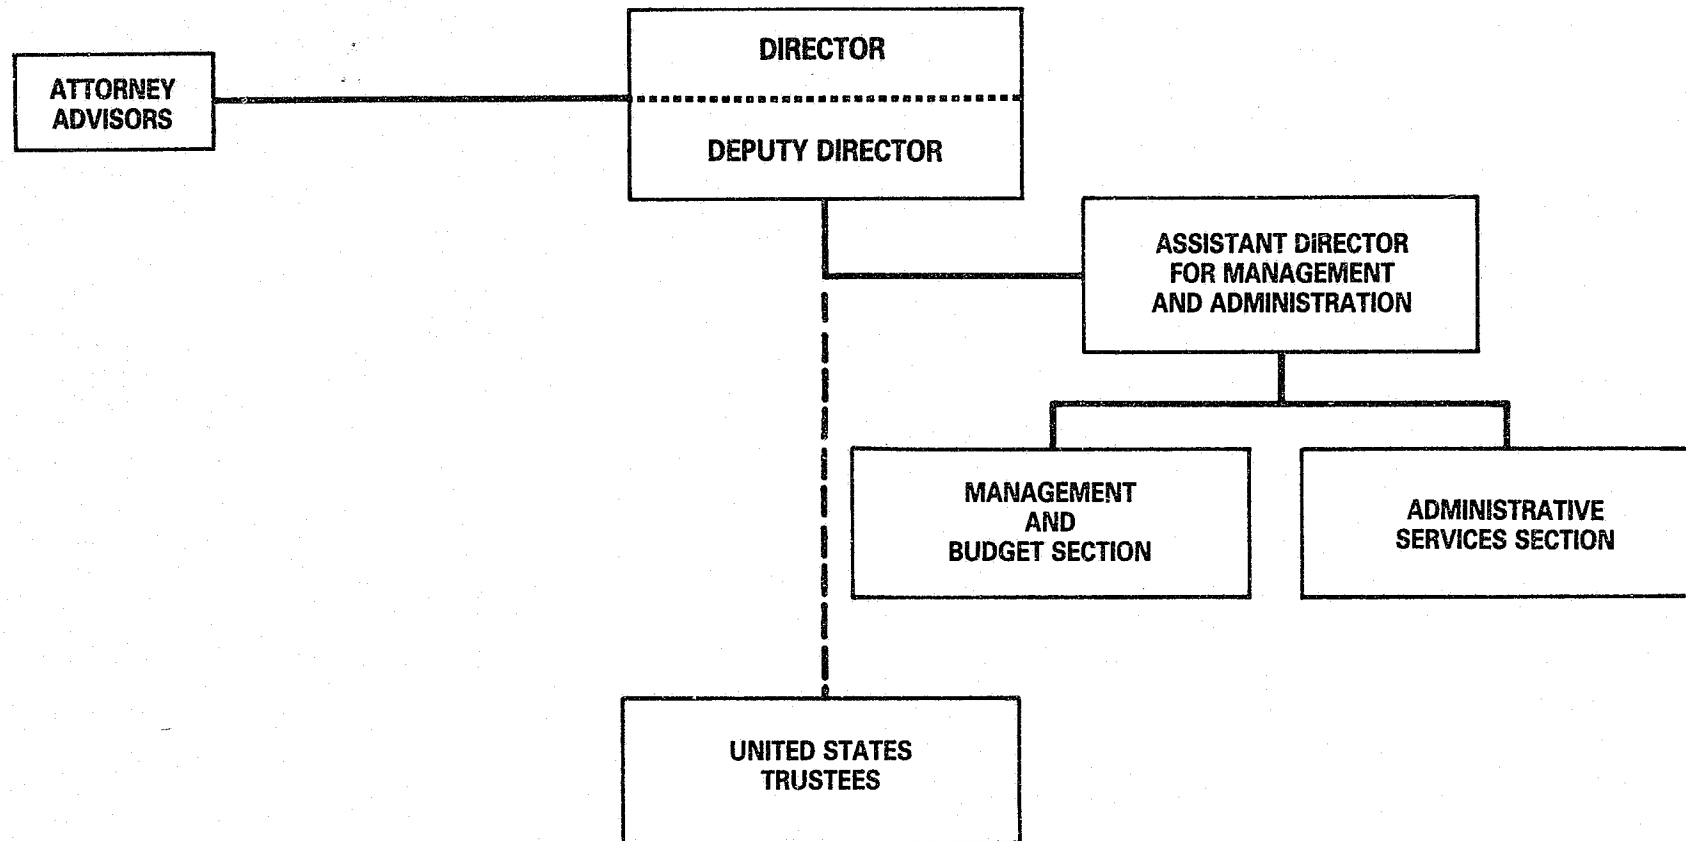 DIRECTOR
ATTORNEY
ADVISORS
DEPUTY DIRECTOR
ASSISTANT DIRECTOR
FOR MANAGEMENT
AND ADMINISTRATION
MANAGEMENT
AND
BUDGET SECTION
ADMINISTRATIVE
SERVICES SECTION
UNITED STATES
TRUSTEES